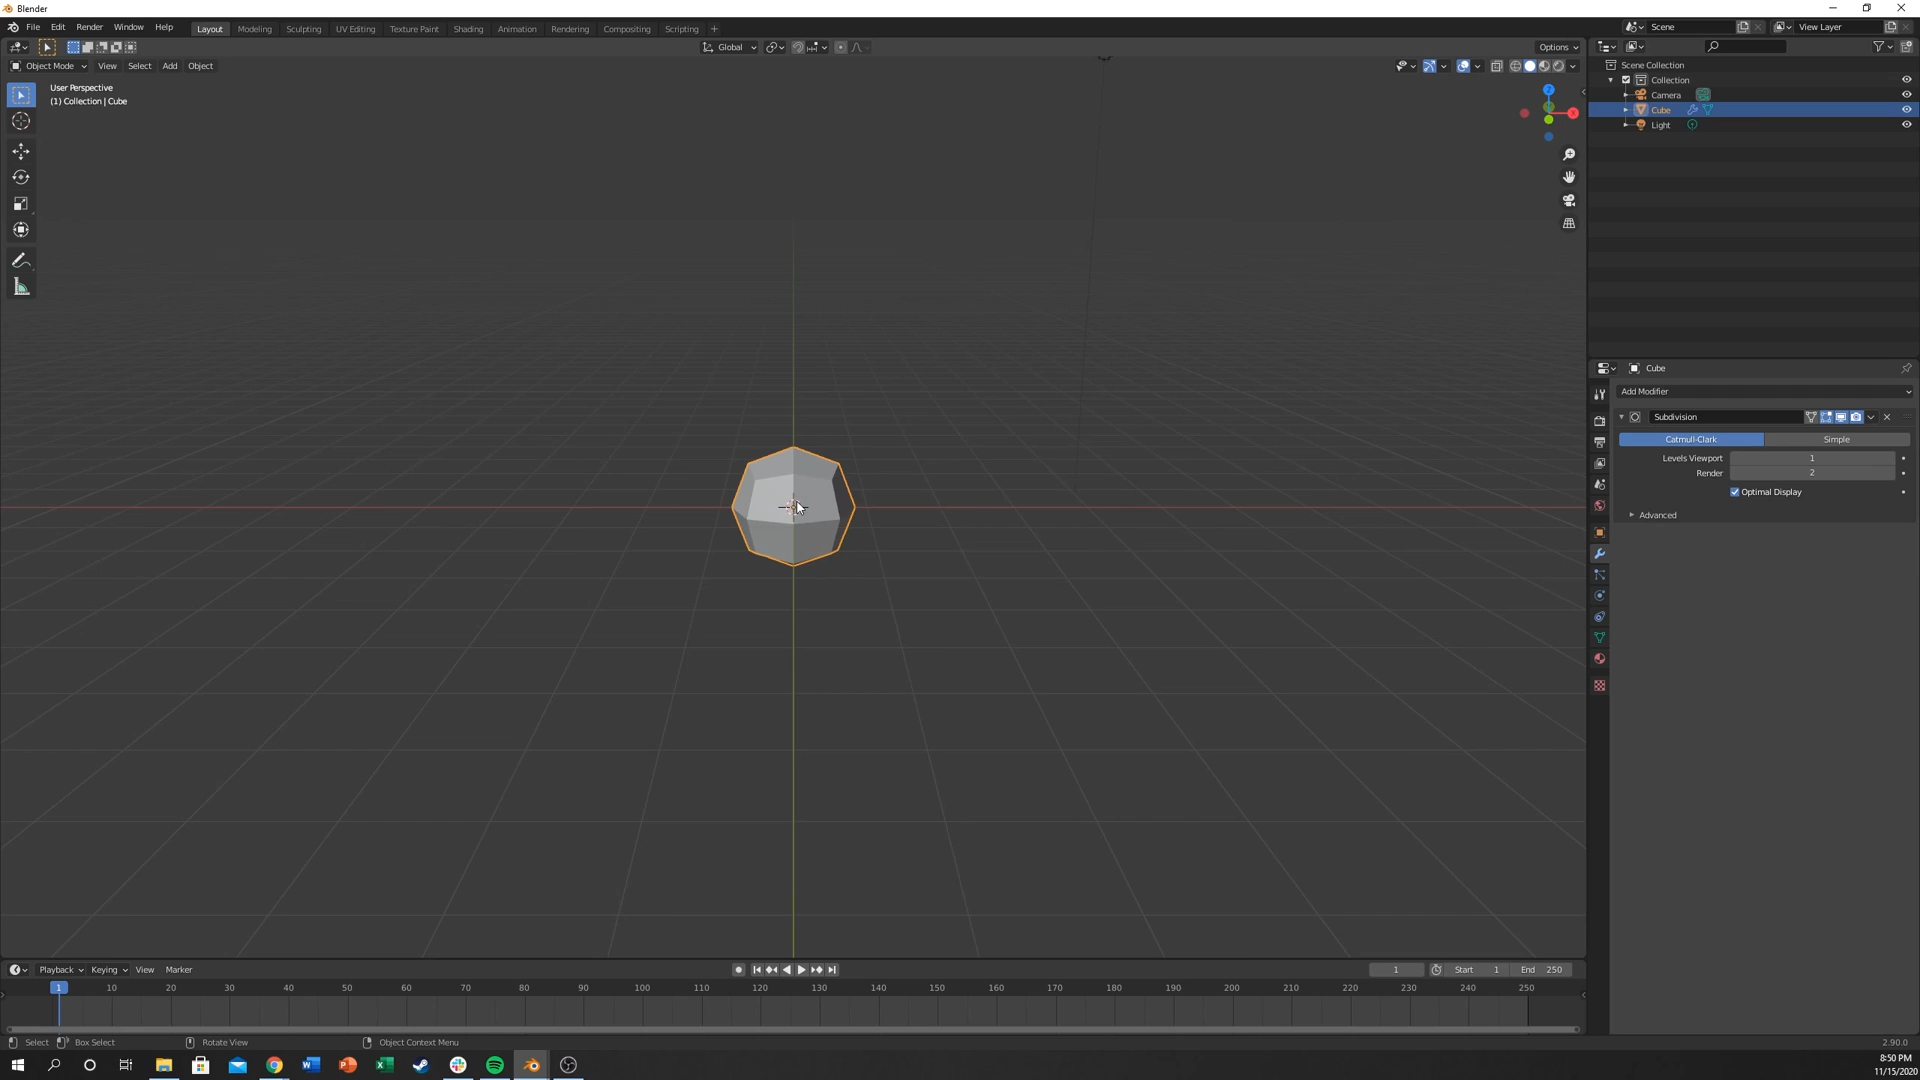 Blender
File Edit Render Window Help Layout Modeling Sculpting UV Editing Texture Paint Shading Animation Rendering Compositing Scripting + Scene View Layer
Global Options
Object Mode View Select Add Object
User Perspective
(1) Collection | Cube
Z
X
Scene Collection
Collection
Camera
Cube
Light
Cube
Add Modifier
Subdivision
Catmull-Clark Simple
Levels Viewport 1
Render 2
Optimal Display
Advanced
Playback Keying View Marker 1 Start 1 End 250
1 10 20 30 40 50 60 70 80 90 100 110 120 130 140 150 160 170 180 190 200 210 220 230 240 250
Select Box Select Rotate View Object Context Menu 2.90.0
8:50 PM
11/15/2020